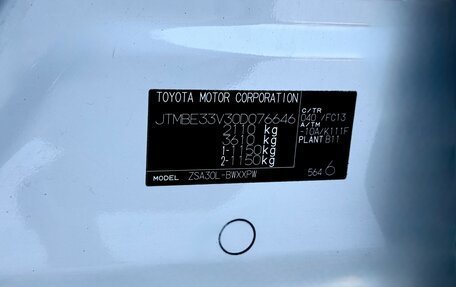 TOYOTA MOTOR CORPORATION
JTMBE33V30D076646
2110 kg
3610 kg
1-1150 kg
2-1150 kg
MODEL ZSA30L-BWXXPW
C/TR
040 /FC13
A/TM
-10A/K111F
PLANT B11
564 6